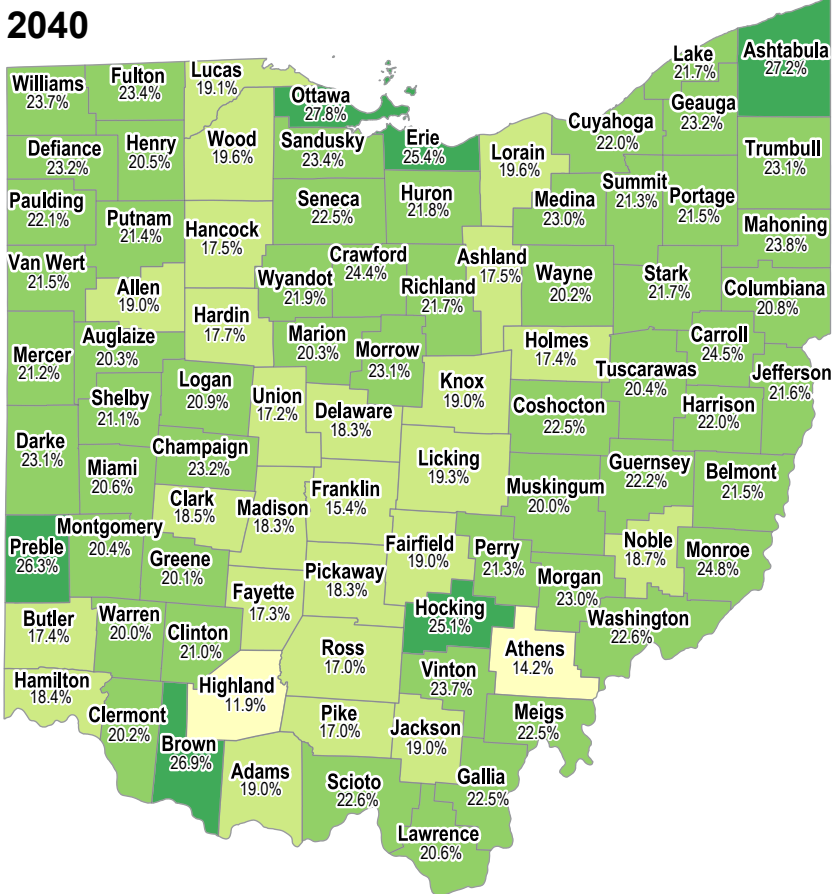 2040
Williams
23.7%
Fulton
23.4%
Lucas
19.1%
Ottawa
27.8%
Lake
21.7%
Ashtabula
27.2%
Geauga
23.2%
Cuyahoga
22.0%
Defiance
23.2%
Henry
20.5%
Wood
19.6%
Sandusky
23.4%
Erie
25.4%
Lorain
19.6%
Trumbull
23.1%
Paulding
22.1%
Putnam
21.4%
Hancock
17.5%
Seneca
22.5%
Huron
21.8%
Medina
23.0%
Summit
21.3%
Portage
21.5%
Mahoning
23.8%
Van Wert
21.5%
Allen
19.0%
Wyandot
21.9%
Crawford
24.4%
Richland
21.7%
Ashland
17.5%
Wayne
20.2%
Stark
21.7%
Columbiana
20.8%
Mercer
21.2%
Auglaize
20.3%
Hardin
17.7%
Marion
20.3%
Morrow
23.1%
Holmes
17.4%
Tuscarawas
20.4%
Carroll
24.5%
Jefferson
21.6%
Shelby
21.1%
Logan
20.9%
Union
17.2%
Delaware
18.3%
Knox
19.0%
Coshocton
22.5%
Harrison
22.0%
Darke
23.1%
Miami
20.6%
Champaign
23.2%
Licking
19.3%
Muskingum
20.0%
Guernsey
22.2%
Belmont
21.5%
Clark
18.5%
Madison
18.3%
Franklin
15.4%
Preble
26.3%
Montgomery
20.4%
Greene
20.1%
Fayette
17.3%
Pickaway
18.3%
Fairfield
19.0%
Perry
21.3%
Morgan
23.0%
Noble
18.7%
Monroe
24.8%
Butler
17.4%
Warren
20.0%
Clinton
21.0%
Ross
17.0%
Hocking
25.1%
Athens
14.2%
Washington
22.6%
Hamilton
18.4%
Clermont
20.2%
Highland
11.9%
Pike
17.0%
Vinton
23.7%
Jackson
19.0%
Meigs
22.5%
Brown
26.9%
Adams
19.0%
Scioto
22.6%
Gallia
22.5%
Lawrence
20.6%